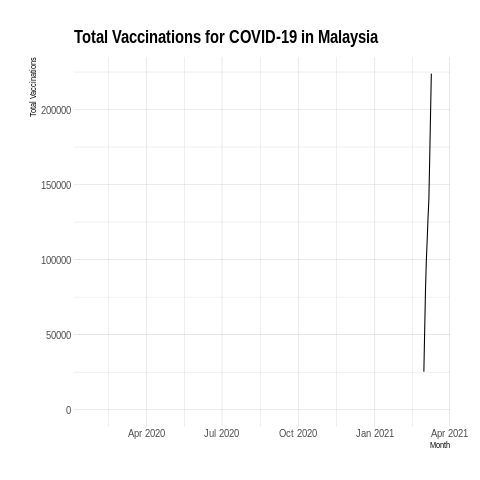 Total Vaccinations for COVID-19 in Malaysia
Total Vaccinations
200000
150000
100000
50000
0
Apr 2020 Jul 2020 Oct 2020 Jan 2021 Apr 2021
Month